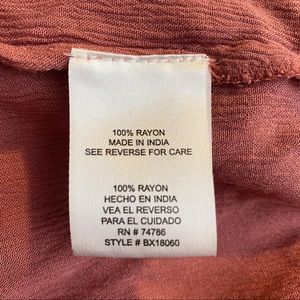 100% RAYON
MADE IN INDIA
SEE REVERSE FOR CARE
100% RAYON
HECHO EN INDIA
VEA EL REVERSO
PARA EL CUIDADO
RN # 74786
STYLE# BX18060